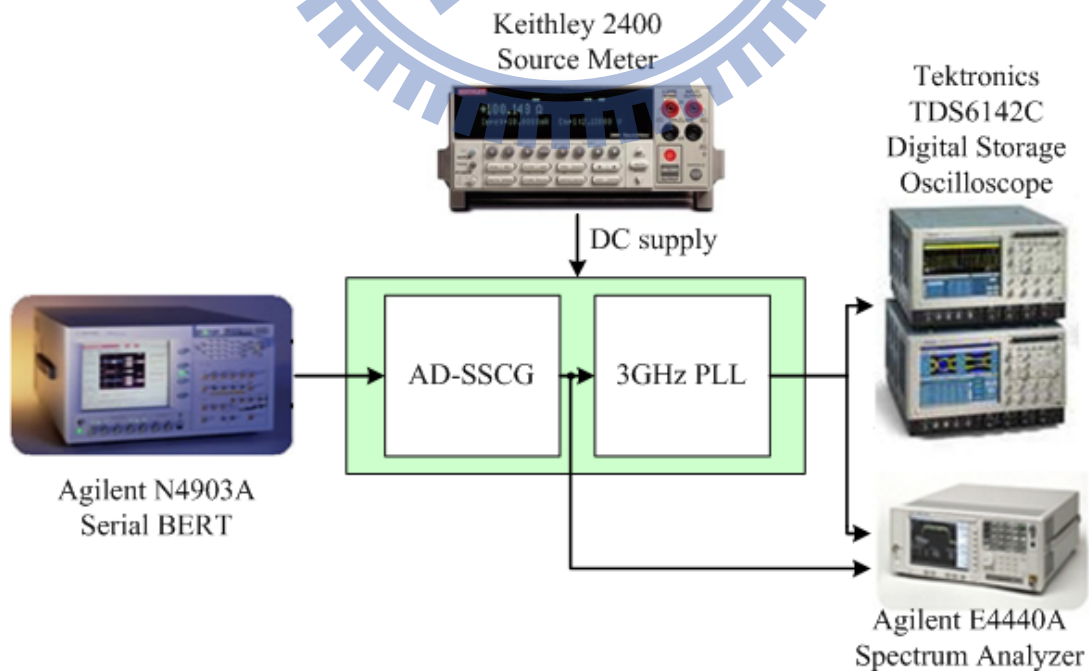 Keithley 2400
Source Meter
Tektronics
TDS6142C
Digital Storage
Oscilloscope
DC supply
AD-SSCG
3GHz PLL
Agilent N4903A
Serial BERT
Agilent E4440A
Spectrum Analyzer